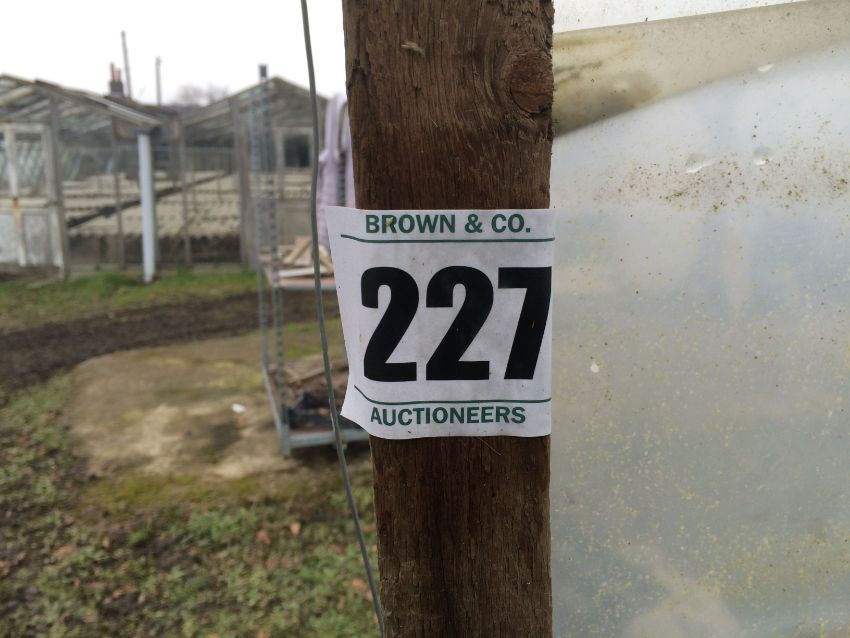 BROWN & CO.
227
AUCTIONEERS